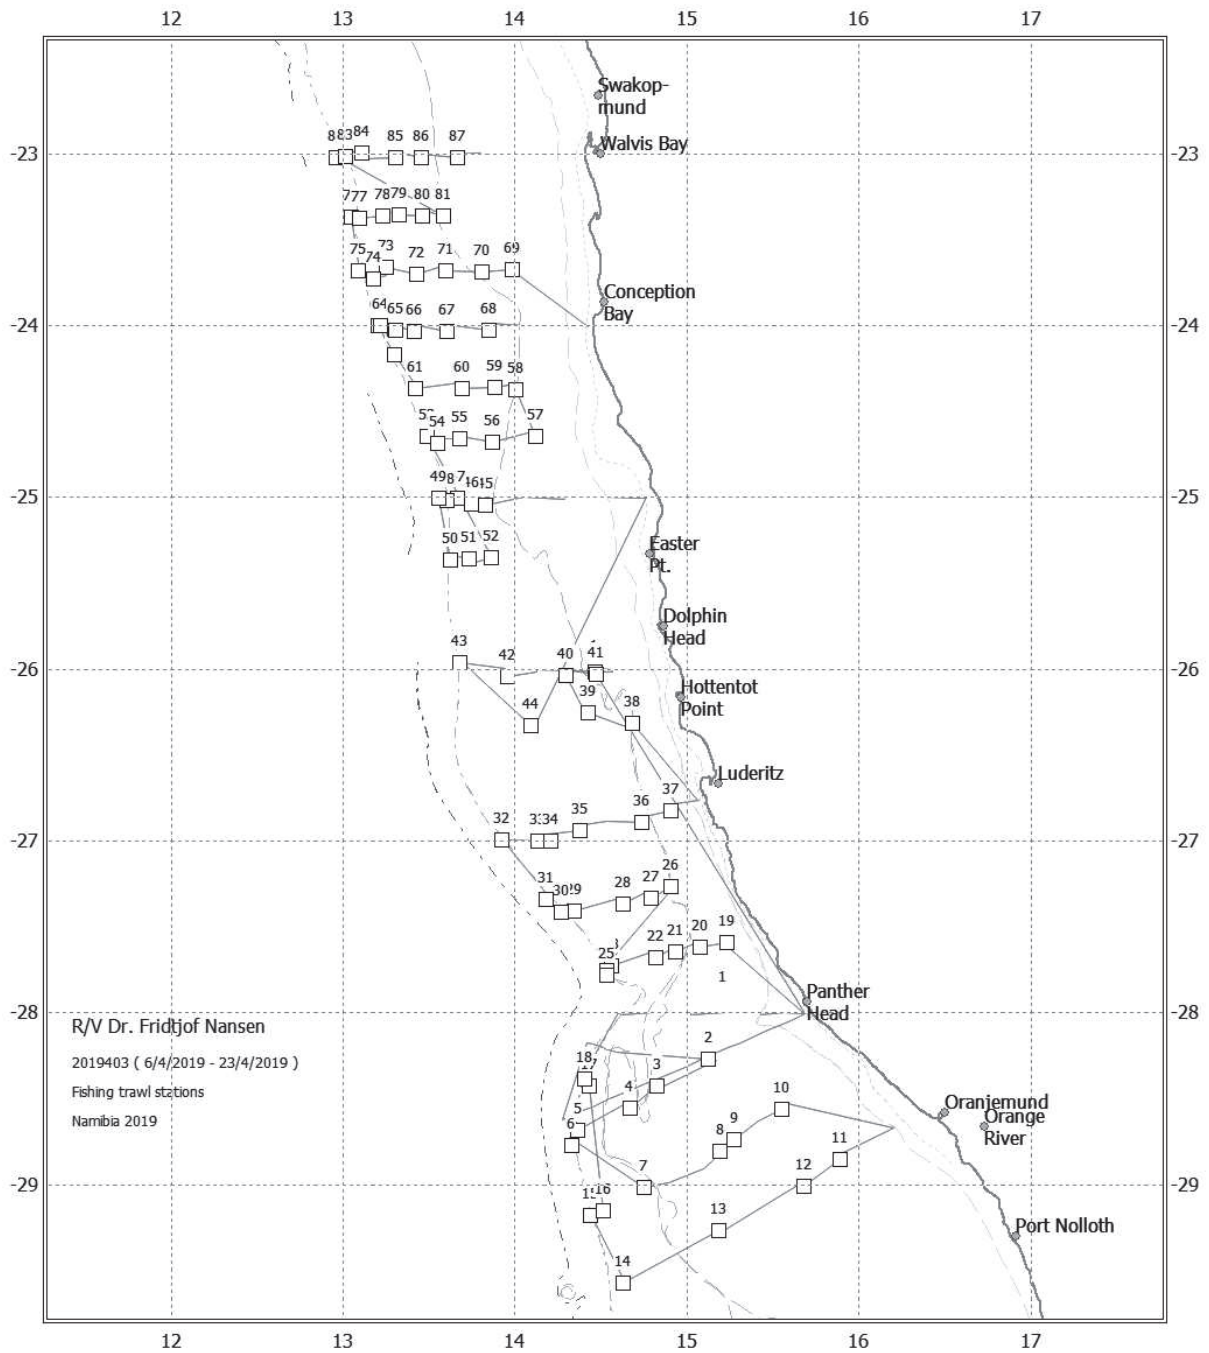 12 13 14 15 16 17
Swakop-
mund
Walvis Bay
84
85 86 87
-23 -23
78 79 80 81
75 74 73 72 71 70 69
Conception
Bay
64 65 66 67 68
-24 -24
61 60 59 58
54 55 56 57
49
-25 -25
50 51 52
Easter
Pt.
Dolphin
Head
43 42 40 41
-26 -26
39 38
44
Hottentot
Point
Luderitz
32 34 35 36 37
-27 -27
31 30 28 27 26
25 22 21 20 19
1
Panther
Head
-28 -28
R/V Dr. Fridtjof Nansen
2019403 ( 6/4/2019 - 23/4/2019 )
Fishing trawl stations
Namibia 2019
2
18 3
5 4 10
6 9
8 11
Oranjemund
Orange
River
7 12
-29 -29
16 13
14
Port Nolloth
12 13 14 15 16 17